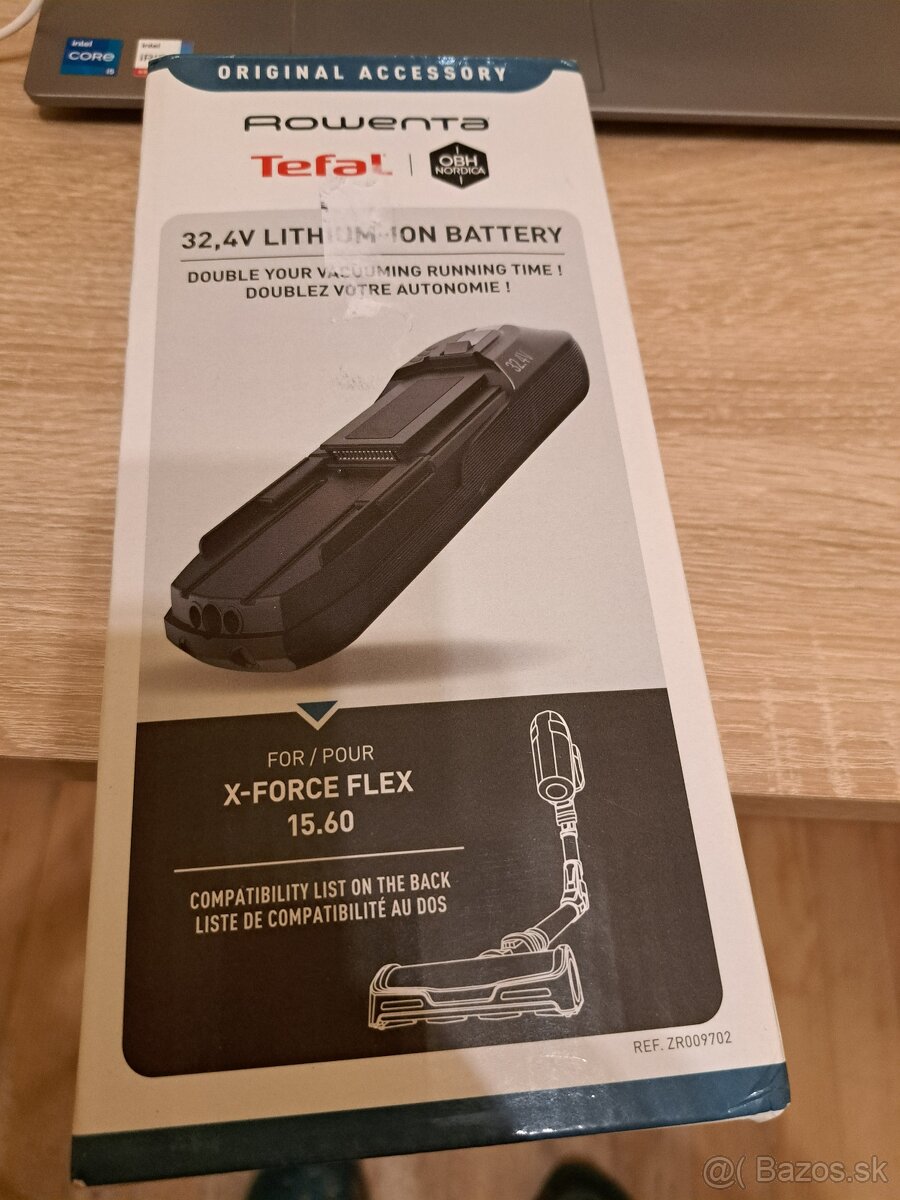 intel
CORE
i5
intel
ORIGINAL ACCESSORY
Rowenta
Tefal
OBH
NORDICA
32,4V LITHIUM-ION BATTERY
DOUBLE YOUR VACUUMING RUNNING TIME !
DOUBLEZ VOTRE AUTONOMIE !
32.4V
FOR / POUR
X-FORCE FLEX
15.60
COMPATIBILITY LIST ON THE BACK
LISTE DE COMPATIBILITÉ AU DOS
REF. ZR009702
@( Bazos.sk